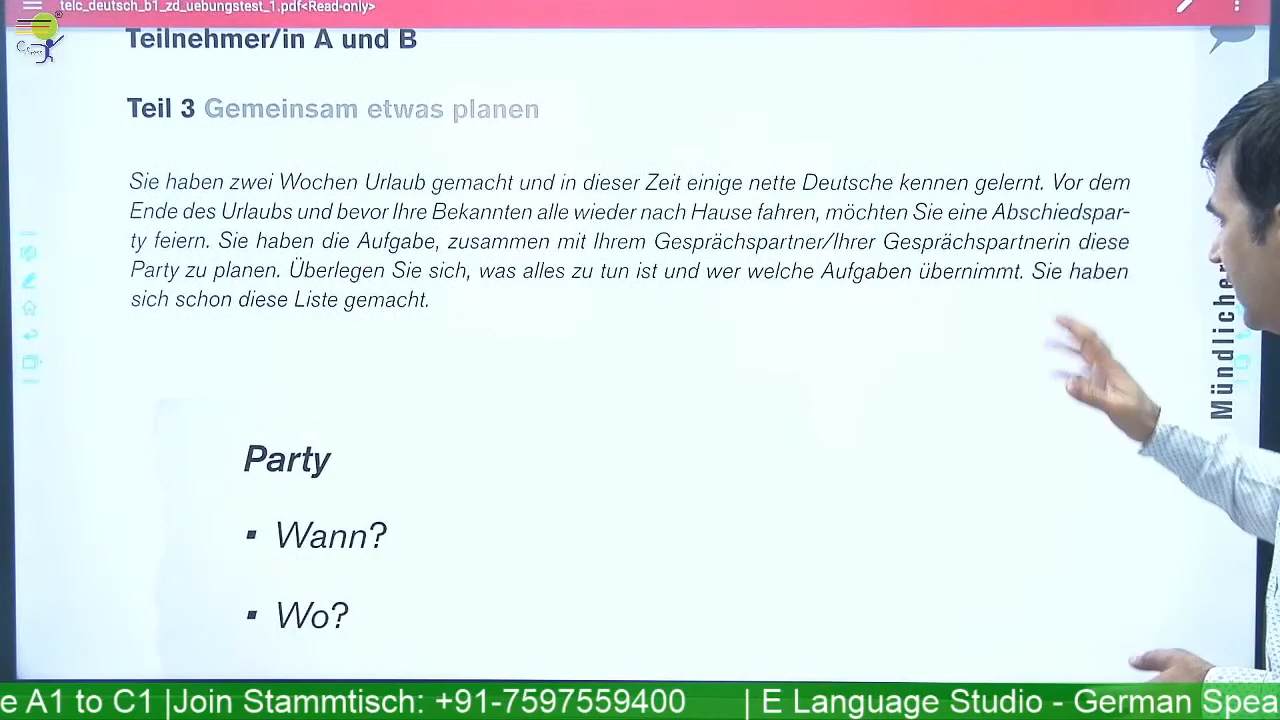 telc_deutsch_b1_zd_uebungstest_1.pdf<Read-only>
Teilnehmer/in A und B
Teil 3 Gemeinsam etwas planen
Sie haben zwei Wochen Urlaub gemacht und in dieser Zeit einige nette Deutsche kennen gelernt. Vor dem
Ende des Urlaubs und bevor Ihre Bekannten alle wieder nach Hause fahren, möchten Sie eine Abschiedspar-
ty feiern. Sie haben die Aufgabe, zusammen mit Ihrem Gesprächspartner/Ihrer Gesprächspartnerin diese
Party zu planen. Überlegen Sie sich, was alles zu tun ist und wer welche Aufgaben übernimmt. Sie haben
sich schon diese Liste gemacht.
Mündlicher
Party
▪ Wann?
▪ Wo?
e A1 to C1 |Join Stammtisch: +91-7597559400 | E Language Studio - German Spea